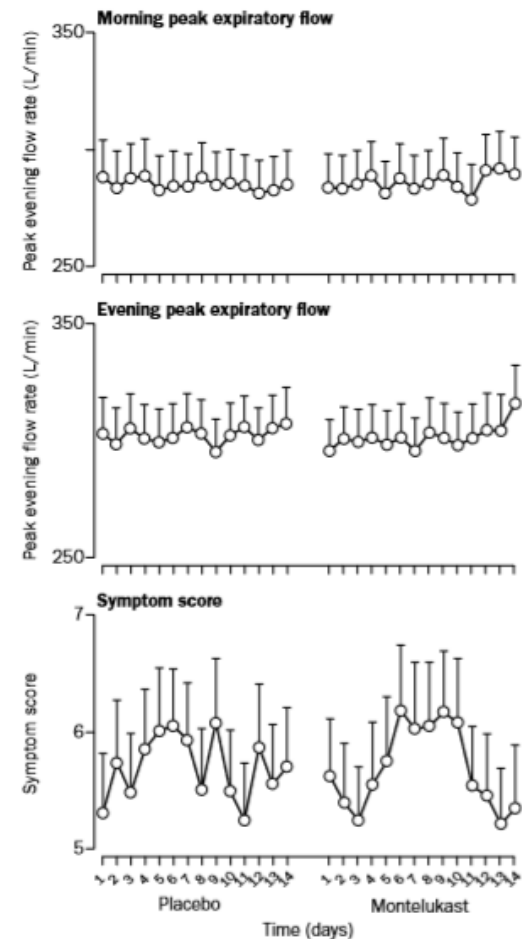 Morning peak expiratory flow
Peak evening flow rate (L/min)
350
250
Evening peak expiratory flow
Peak evening flow rate (L/min)
350
250
Symptom score
Symptom score
7
6
5
1 2 3 4 5 6 7 8 9 10 11 12 13 14
1 2 3 4 5 6 7 8 9 10 11 12 13 14
Placebo
Montelukast
Time (days)